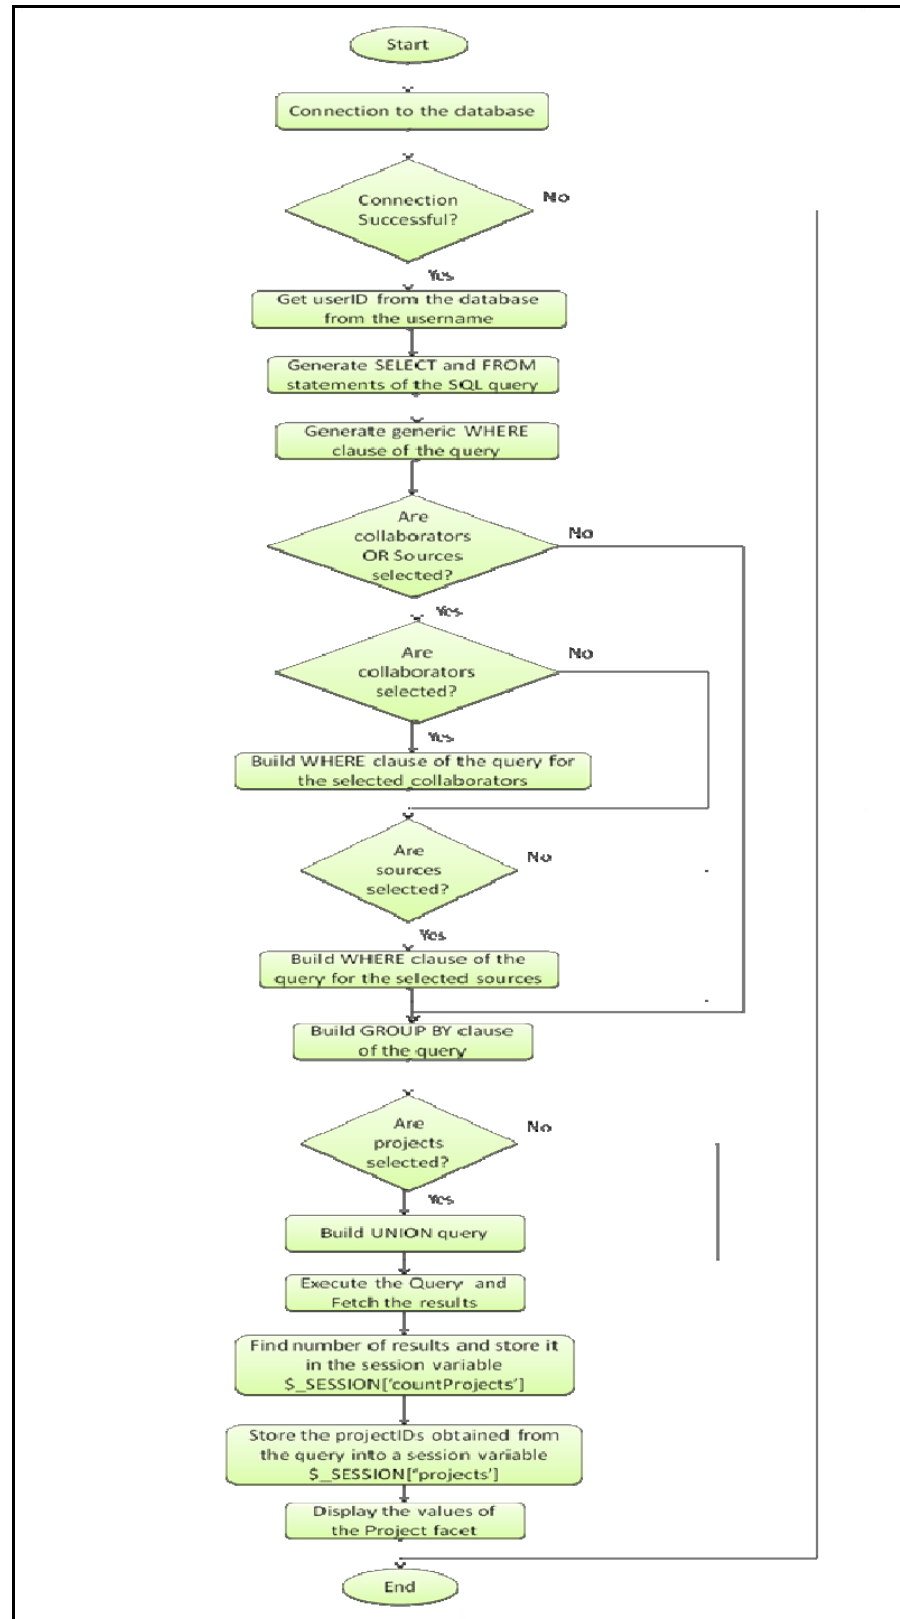 Start
Connection to the database
Connection
Successful?
No
Yes
Get userID from the database
from the username
Generate SELECT and FROM
statements of the SQL query
Generate generic WHERE
clause of the query
Are
collaborators
OR Sources
selected?
No
Yes
Are
collaborators
selected?
No
Yes
Build WHERE clause of the query for
the selected collaborators
Are
sources
selected?
No
Yes
Build WHERE clause of the
query for the selected sources
Build GROUP BY clause
of the query
Are
projects
selected?
No
Yes
Build UNION query
Execute the Query and
Fetch the results
Find number of results and store it
in the session variable
$_SESSION['countProjects']
Store the projectIDs obtained from
the query into a session variable
$_SESSION['projects']
Display the values of
the Project facet
End